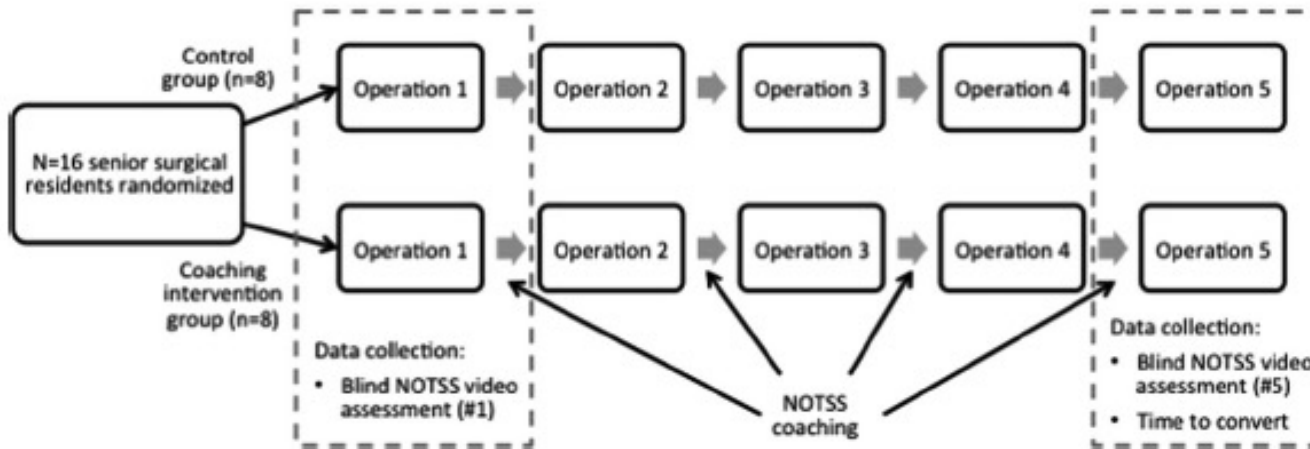 Control
group (n=8)
Operation 1
Operation 2
Operation 3
Operation 4
Operation 5
N=16 senior surgical
residents randomized
Operation 1
Operation 2
Operation 3
Operation 4
Operation 5
Coaching
intervention
group (n=8)
Data collection:
• Blind NOTSS video
assessment (#1)
NOTSS
coaching
Data collection:
• Blind NOTSS video
assessment (#5)
• Time to convert